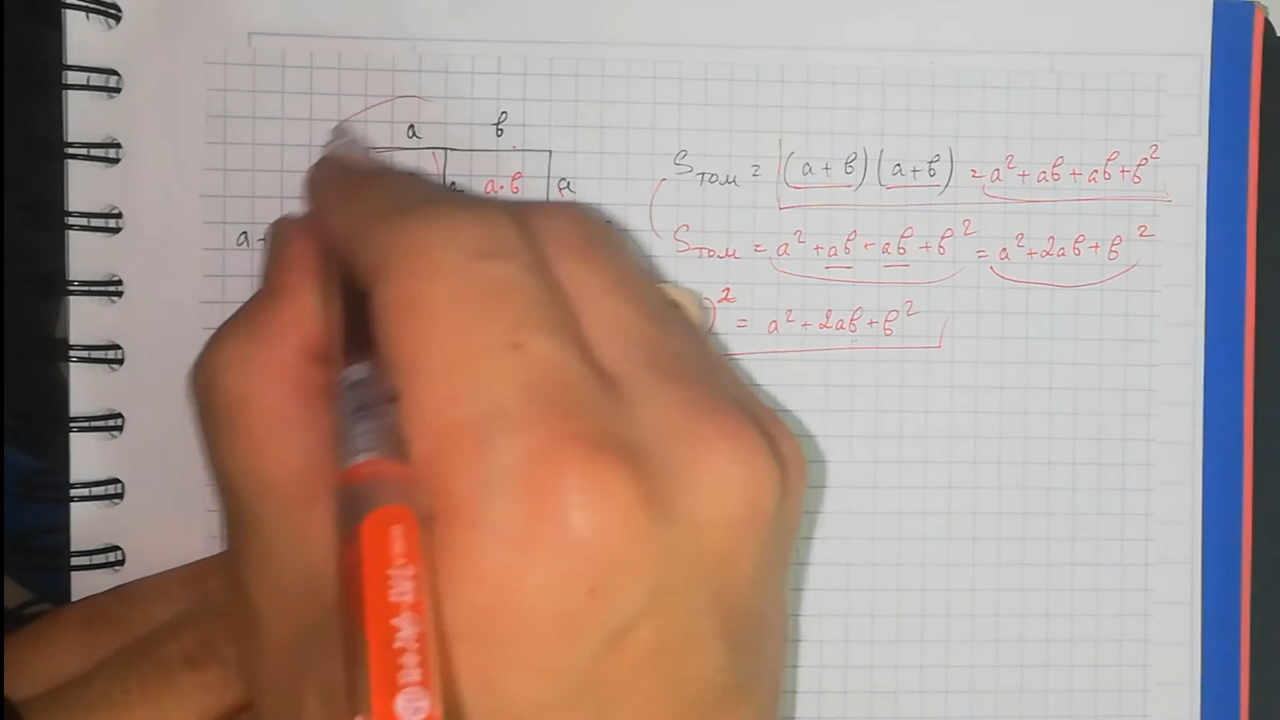 a в
a·в a
a+
Sтом = (a + в) (a+в) = a² + aв + aв + в²
Sтом = a² + aв + aв + в² = a² + 2aв + в²
)² = a² + 2aв + в²